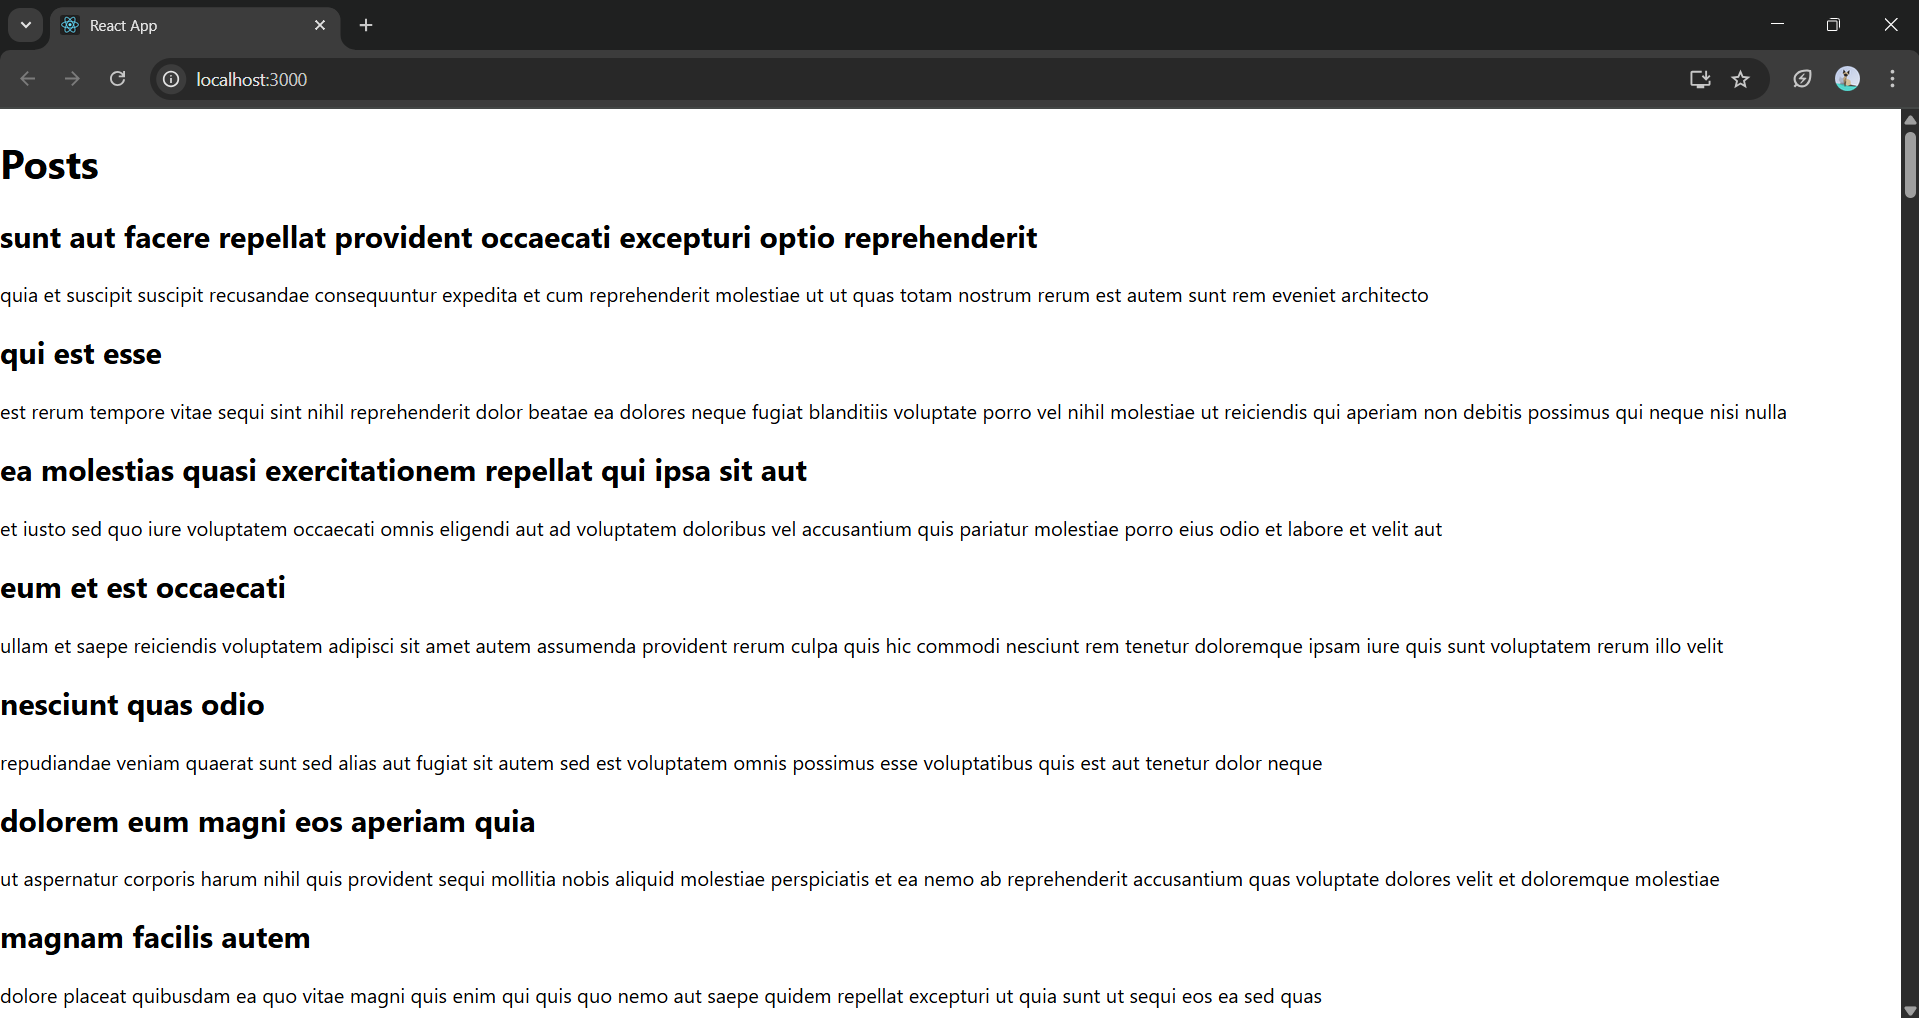 React App
localhost:3000
Posts
sunt aut facere repellat provident occaecati excepturi optio reprehenderit
quia et suscipit suscipit recusandae consequuntur expedita et cum reprehenderit molestiae ut ut quas totam nostrum rerum est autem sunt rem eveniet architecto
qui est esse
est rerum tempore vitae sequi sint nihil reprehenderit dolor beatae ea dolores neque fugiat blanditiis voluptate porro vel nihil molestiae ut reiciendis qui aperiam non debitis possimus qui neque nisi nulla
ea molestias quasi exercitationem repellat qui ipsa sit aut
et iusto sed quo iure voluptatem occaecati omnis eligendi aut ad voluptatem doloribus vel accusantium quis pariatur molestiae porro eius odio et labore et velit aut
eum et est occaecati
ullam et saepe reiciendis voluptatem adipisci sit amet autem assumenda provident rerum culpa quis hic commodi nesciunt rem tenetur doloremque ipsam iure quis sunt voluptatem rerum illo velit
nesciunt quas odio
repudiandae veniam quaerat sunt sed alias aut fugiat sit autem sed est voluptatem omnis possimus esse voluptatibus quis est aut tenetur dolor neque
dolorem eum magni eos aperiam quia
ut aspernatur corporis harum nihil quis provident sequi mollitia nobis aliquid molestiae perspiciatis et ea nemo ab reprehenderit accusantium quas voluptate dolores velit et doloremque molestiae
magnam facilis autem
dolore placeat quibusdam ea quo vitae magni quis enim qui quis quo nemo aut saepe quidem repellat excepturi ut quia sunt ut sequi eos ea sed quas